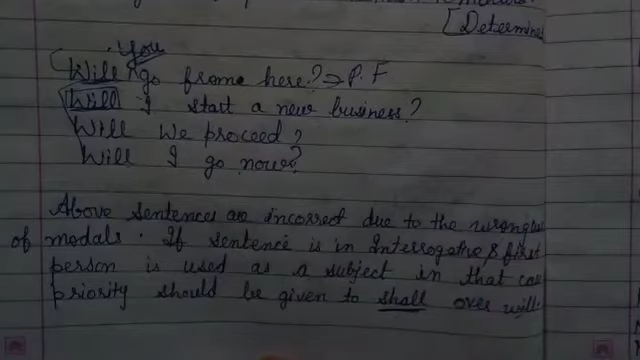 [Determine
You
Will go frome here? ⇒ P.F
Will I start a new business?
Will We proceed?
Will I go now?
Above sentences are incorrect due to the wrong use
of modals. If sentence is in Interrogative & first
person is used as a subject in that case
priority should be given to shall over will.